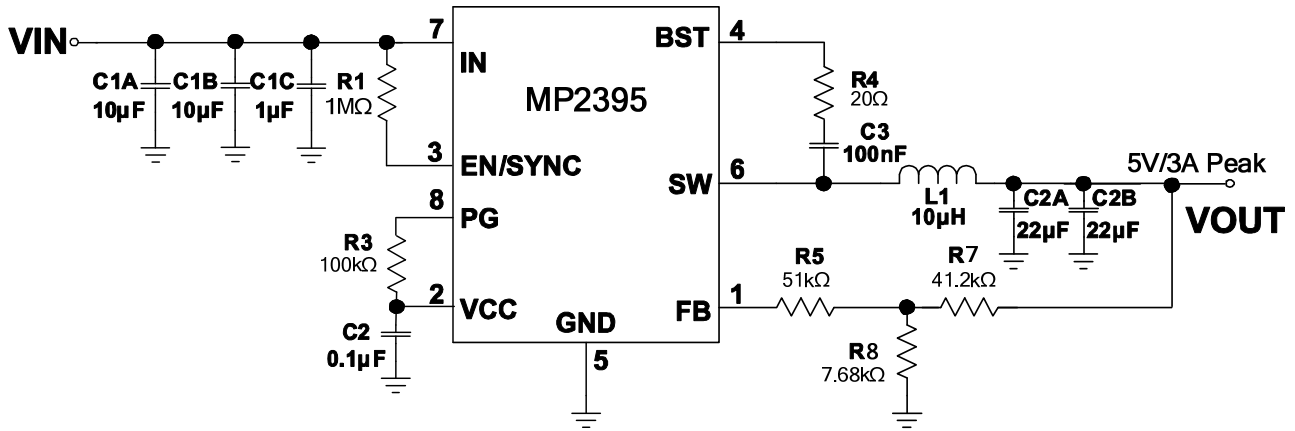 VIN
C1A
10µF
C1B
10µF
C1C
1µF
R1
1MΩ
7
IN
3
EN/SYNC
8
PG
R3
100kΩ
2
VCC
C2
0.1µF
MP2395
GND
5
BST
4
R4
20Ω
C3
100nF
SW
6
L1
10µH
C2A
22µF
C2B
22µF
5V/3A Peak
VOUT
FB
1
R5
51kΩ
R7
41.2kΩ
R8
7.68kΩ